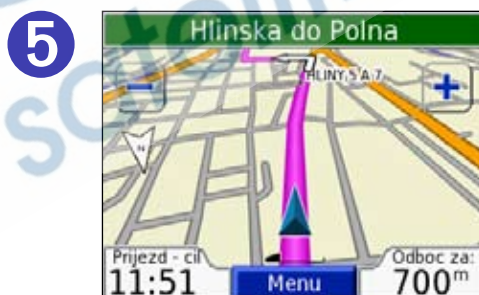 5
Hlinska do Polna
HLINY 5 A 7
N
Prijezd - cil
11:51
Menu
Odboc za:
700m